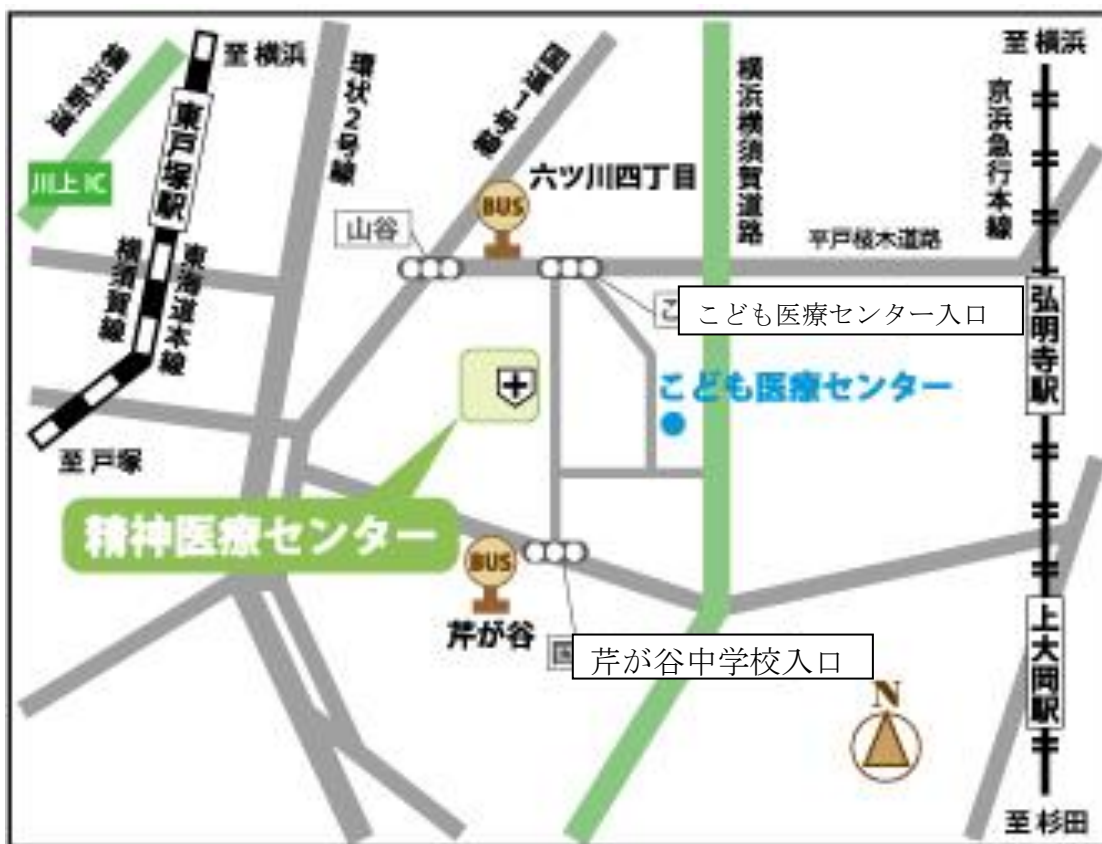 至 横浜
至 横浜
横浜新道
東戸塚駅
環状2号線
国道1号線
横浜横須賀道路
京浜急行本線
川上 IC
六ツ川四丁目
BUS
山谷
平戸桜木道路
横須賀線
東海道本線
こ
こども医療センター入口
弘明寺駅
こども医療センター
至 戸塚
精神医療センター
BUS
芹が谷
芹が谷中学校入口
上大岡駅
N
至 杉田